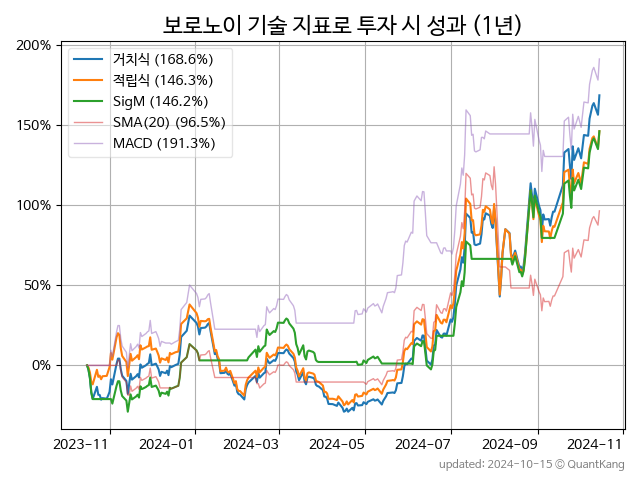 보로노이 기술 지표로 투자 시 성과 (1년)
200%
150%
100%
50%
0%
거치식 (168.6%)
적립식 (146.3%)
SigM (146.2%)
SMA(20) (96.5%)
MACD (191.3%)
2023-11 2024-01 2024-03 2024-05 2024-07 2024-09 2024-11
updated: 2024-10-15 © QuantKang